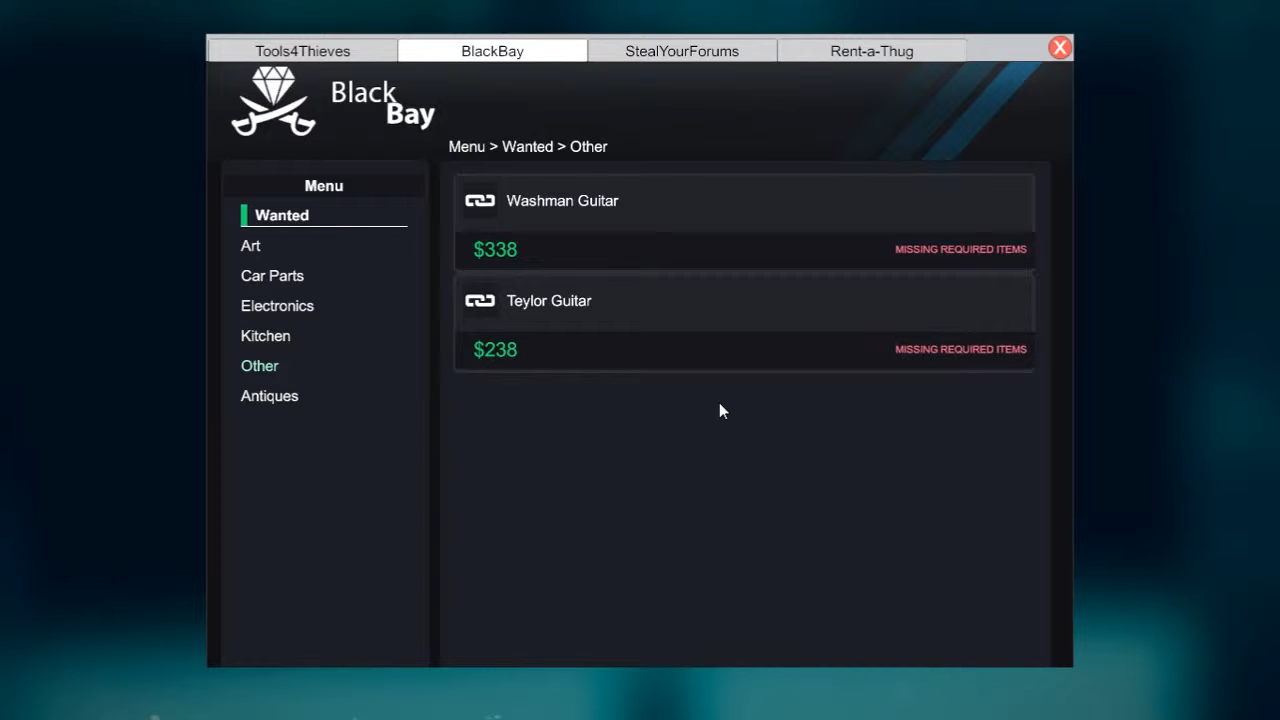 Tools4Thieves
BlackBay
StealYourForums
Rent-a-Thug
X
Black
Bay
Menu > Wanted > Other
Menu
Wanted
Art
Car Parts
Electronics
Kitchen
Other
Antiques
Washman Guitar
$338
MISSING REQUIRED ITEMS
Teylor Guitar
$238
MISSING REQUIRED ITEMS